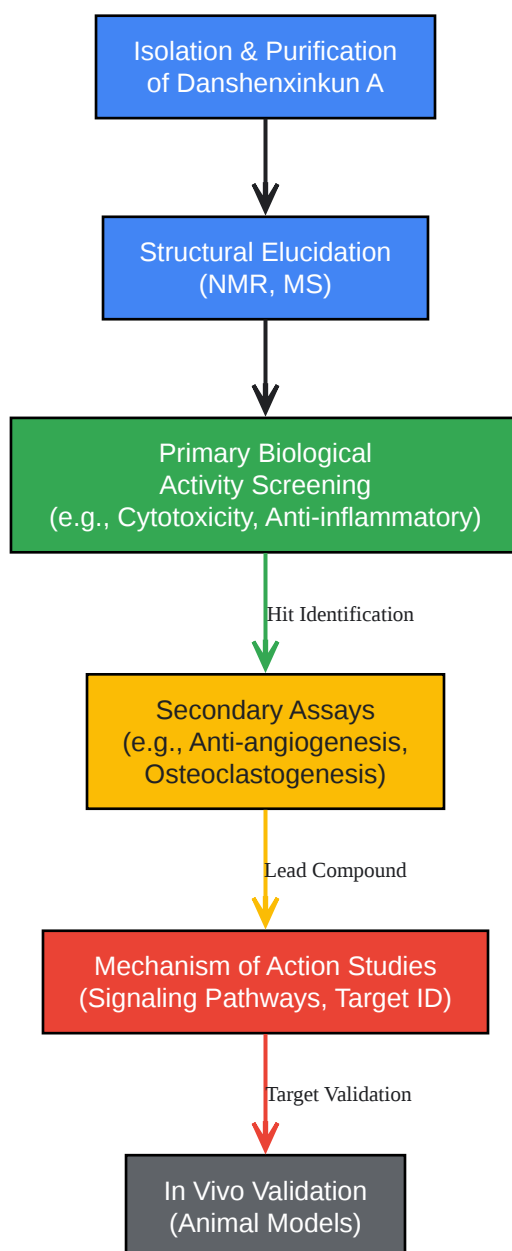 Isolation & Purification
of Danshenxinkun A
Structural Elucidation
(NMR, MS)
Primary Biological
Activity Screening
(e.g., Cytotoxicity, Anti-inflammatory)
Hit Identification
Secondary Assays
(e.g., Anti-angiogenesis,
Osteoclastogenesis)
Lead Compound
Mechanism of Action Studies
(Signaling Pathways, Target ID)
Target Validation
In Vivo Validation
(Animal Models)